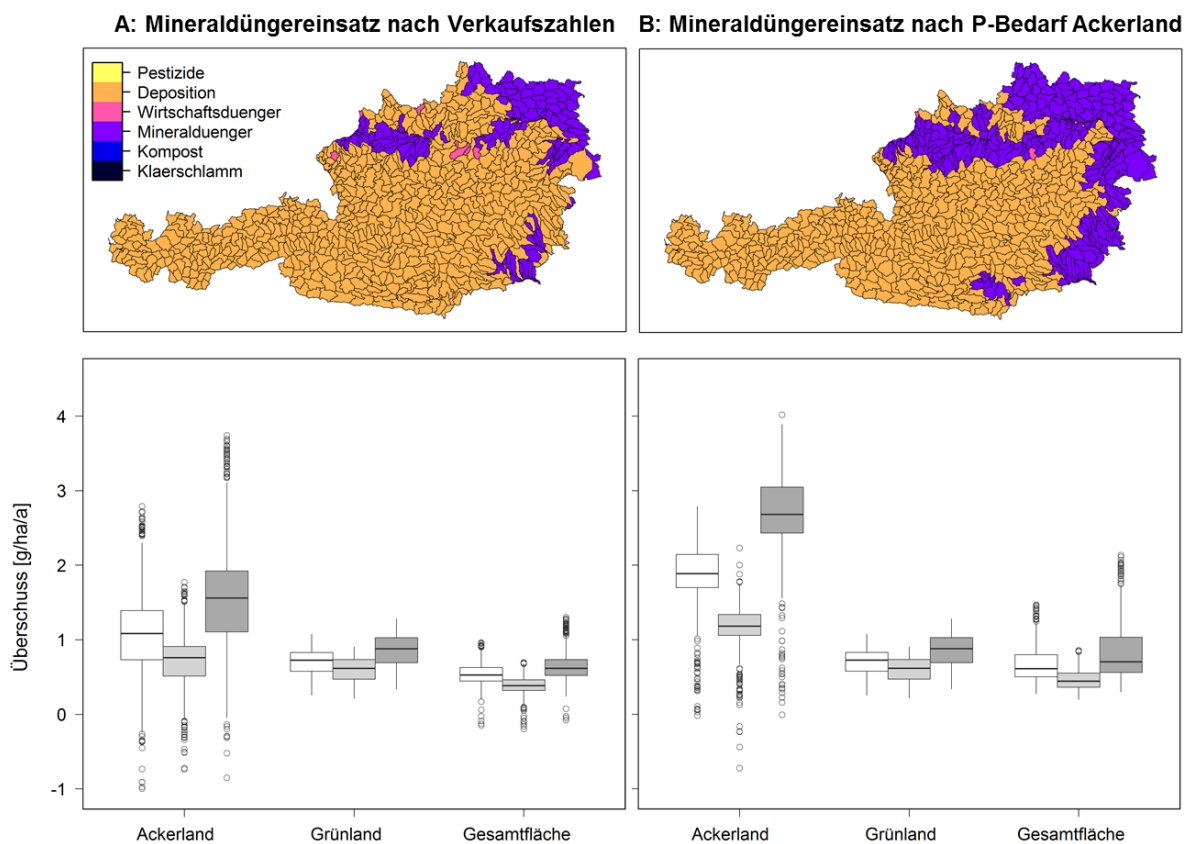 A: Mineraldüngereinsatz nach Verkaufszahlen
B: Mineraldüngereinsatz nach P-Bedarf Ackerland
Pestizide
Deposition
Wirtschaftsduenger
Mineralduenger
Kompost
Klaerschlamm
Überschuss [g/ha/a]
4
3
2
1
0
-1
Ackerland
Grünland
Gesamtfläche
Ackerland
Grünland
Gesamtfläche